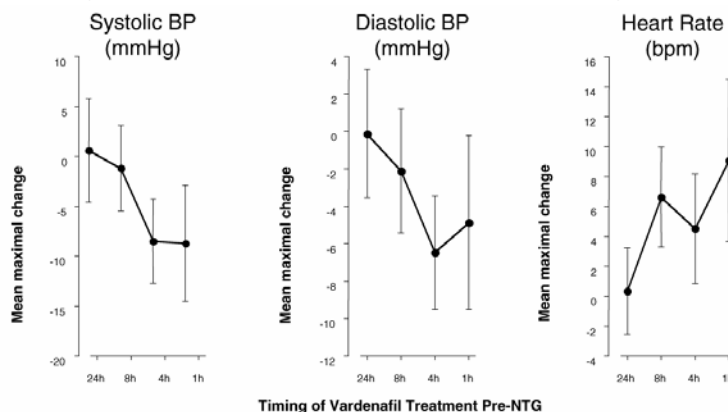 Systolic BP
(mmHg)
10
5
0
-5
-10
-15
-20
Mean maximal change
24h 8h 4h 1h
Diastolic BP
(mmHg)
4
2
0
-2
-4
-6
-8
-10
-12
Mean maximal change
24h 8h 4h 1h
Heart Rate
(bpm)
16
14
12
10
8
6
4
2
0
-2
-4
Mean maximal change
24h 8h 4h 1h
Timing of Vardenafil Treatment Pre-NTG